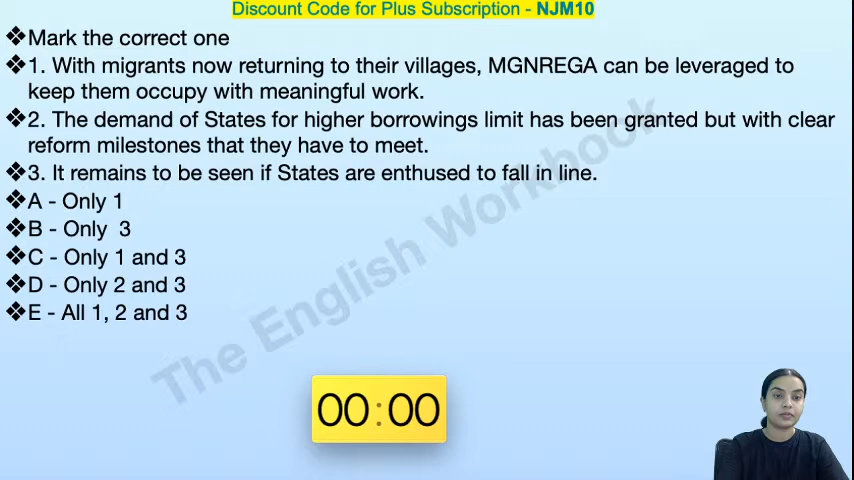 Discount Code for Plus Subscription - NJM10
❖Mark the correct one
❖1. With migrants now returning to their villages, MGNREGA can be leveraged to
keep them occupy with meaningful work.
❖2. The demand of States for higher borrowings limit has been granted but with clear
reform milestones that they have to meet.
❖3. It remains to be seen if States are enthused to fall in line.
❖A - Only 1
❖B - Only  3
❖C - Only 1 and 3
❖D - Only 2 and 3
❖E - All 1, 2 and 3
The English Workbook
00:00